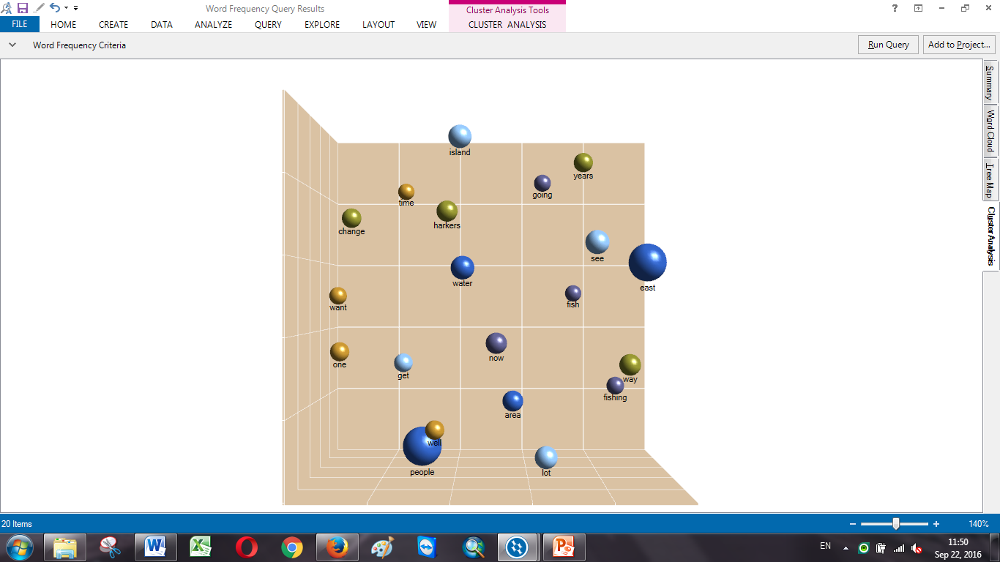 Word Frequency Query Results
Cluster Analysis Tools
?
FILE HOME CREATE DATA ANALYZE QUERY EXPLORE LAYOUT VIEW CLUSTER ANALYSIS
Word Frequency Criteria
Run Query
Add to Project...
Summary
Word Cloud
Tree Map
Cluster Analysis
island
years
going
time
harkers
change
see
water
east
want
fish
now
one
get
way
fishing
area
well
people
lot
20 Items
140%
EN
11:50
Sep 22, 2016